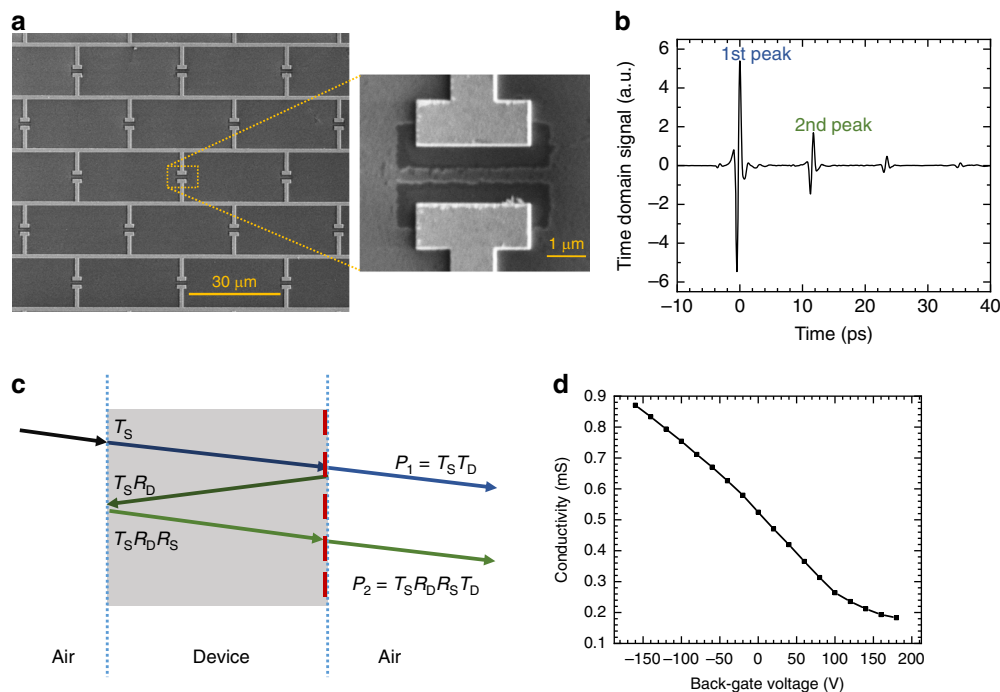 a
30 μm
1 μm
b
Time domain signal (a.u.)
6
4
2
0
−2
−4
−6
1st peak
2nd peak
−10
0
10
20
30
40
Time (ps)
c
T_S
P_1 = T_S T_D
T_S R_D
T_S R_D R_S
P_2 = T_S R_D R_S T_D
Air
Device
Air
d
Conductivity (mS)
0.9
0.8
0.7
0.6
0.5
0.4
0.3
0.2
0.1
−150
−100
−50
0
50
100
150
200
Back-gate voltage (V)